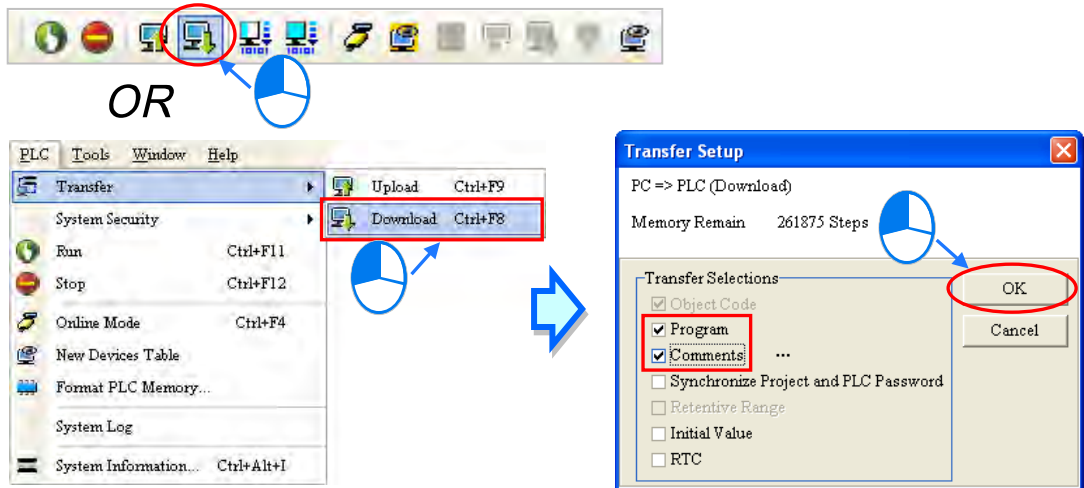 OR
PLC Tools Window Help
Transfer
System Security
Run Ctrl+F11
Stop Ctrl+F12
Online Mode Ctrl+F4
New Devices Table
Format PLC Memory...
System Log
System Information... Ctrl+Alt+I
Upload Ctrl+F9
Download Ctrl+F8
Transfer Setup
PC => PLC (Download)
Memory Remain 261875 Steps
Transfer Selections
Object Code
Program
Comments ...
Synchronize Project and PLC Password
Retentive Range
Initial Value
RTC
OK
Cancel